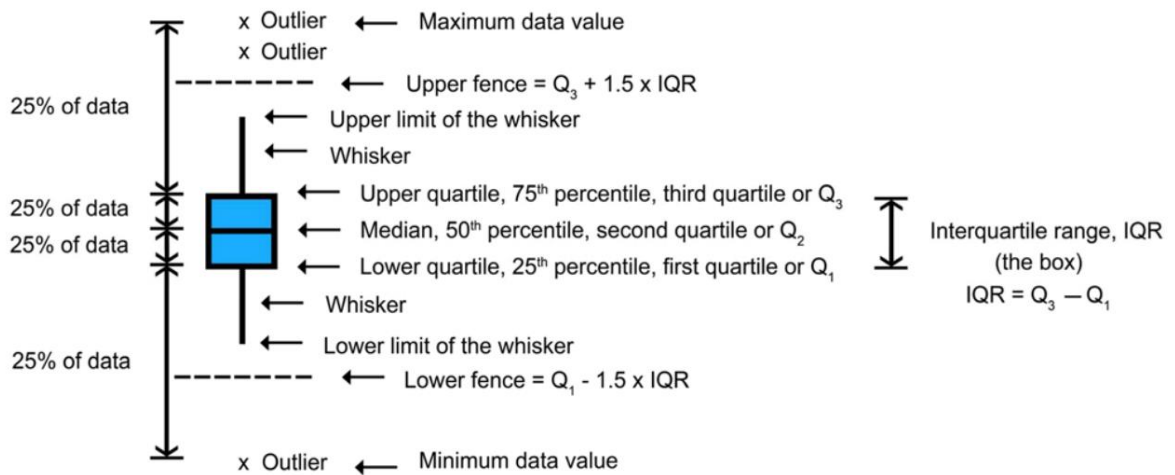 x Outlier
Maximum data value
x Outlier
Upper fence = Q₃ + 1.5 x IQR
25% of data
Upper limit of the whisker
Whisker
Upper quartile, 75ᵗʰ percentile, third quartile or Q₃
25% of data
Median, 50ᵗʰ percentile, second quartile or Q₂
25% of data
Lower quartile, 25ᵗʰ percentile, first quartile or Q₁
Interquartile range, IQR
(the box)
IQR = Q₃ – Q₁
Whisker
Lower limit of the whisker
25% of data
Lower fence = Q₁ - 1.5 x IQR
x Outlier
Minimum data value